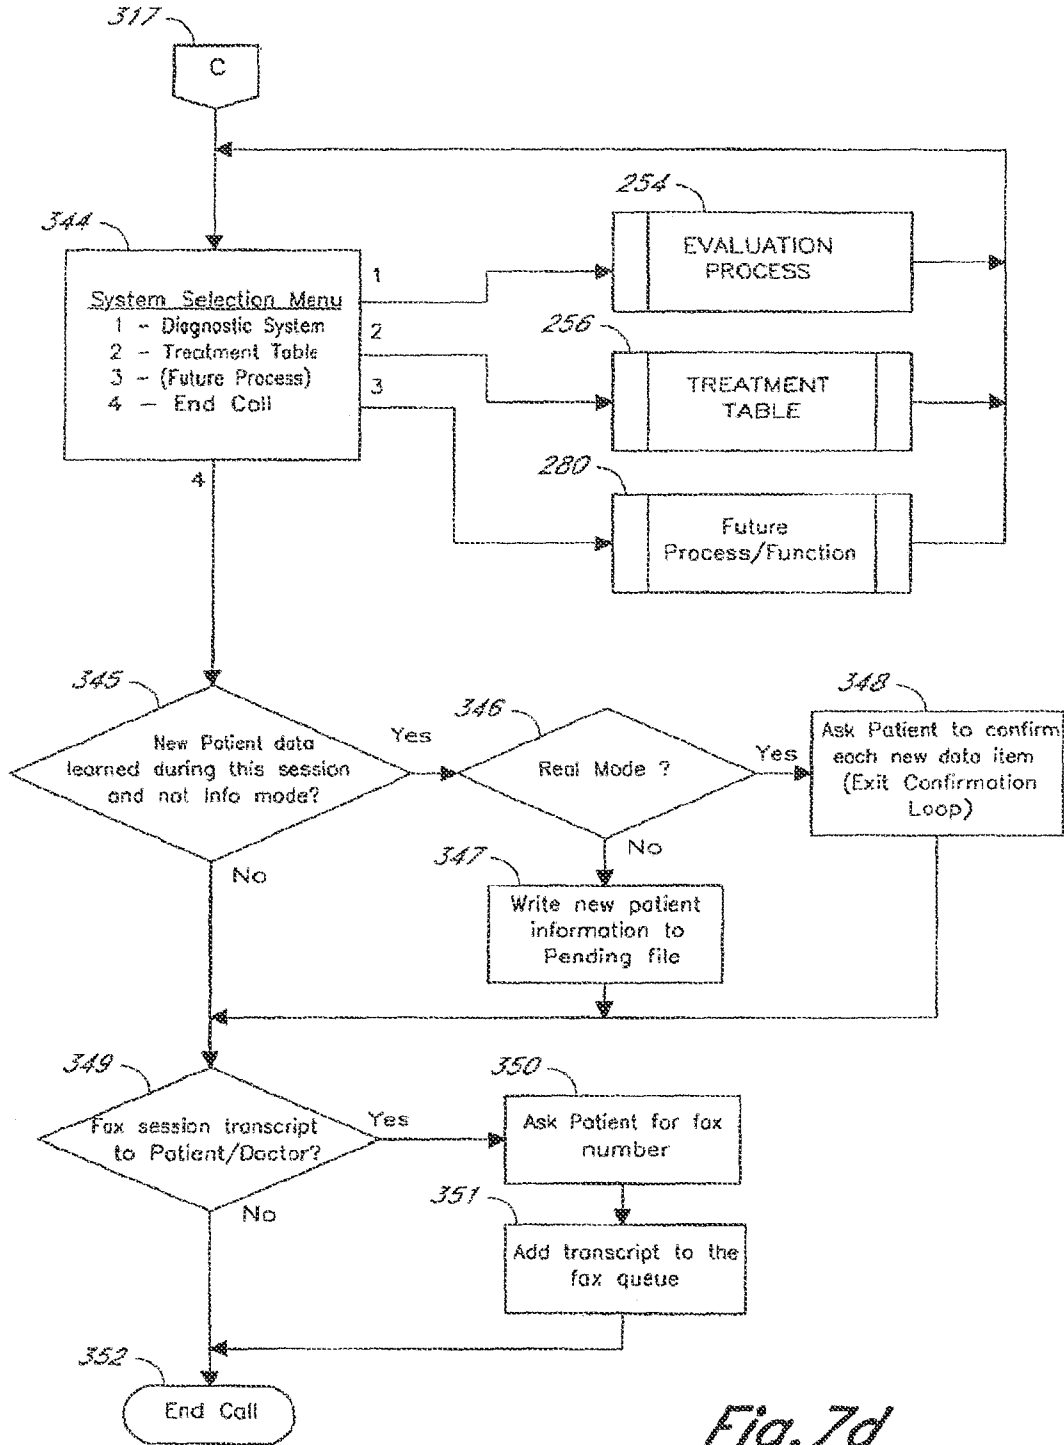 317
C
344
System Selection Menu
1 - Diagnostic System
2 - Treatment Table
3 - (Future Process)
4 - End Call
1
2
3
4
254
EVALUATION
PROCESS
256
TREATMENT
TABLE
280
Future
Process/Function
345
New Patient data
learned during this session
and not Info mode?
Yes
No
346
Real Mode ?
Yes
No
348
Ask Patient to confirm
each new data item
(Exit Confirmation
Loop)
347
Write new patient
information to
Pending file
349
Fax session transcript
to Patient/Doctor?
Yes
No
350
Ask Patient for fax
number
351
Add transcript to the
fax queue
352
End Call
Fig. 7d